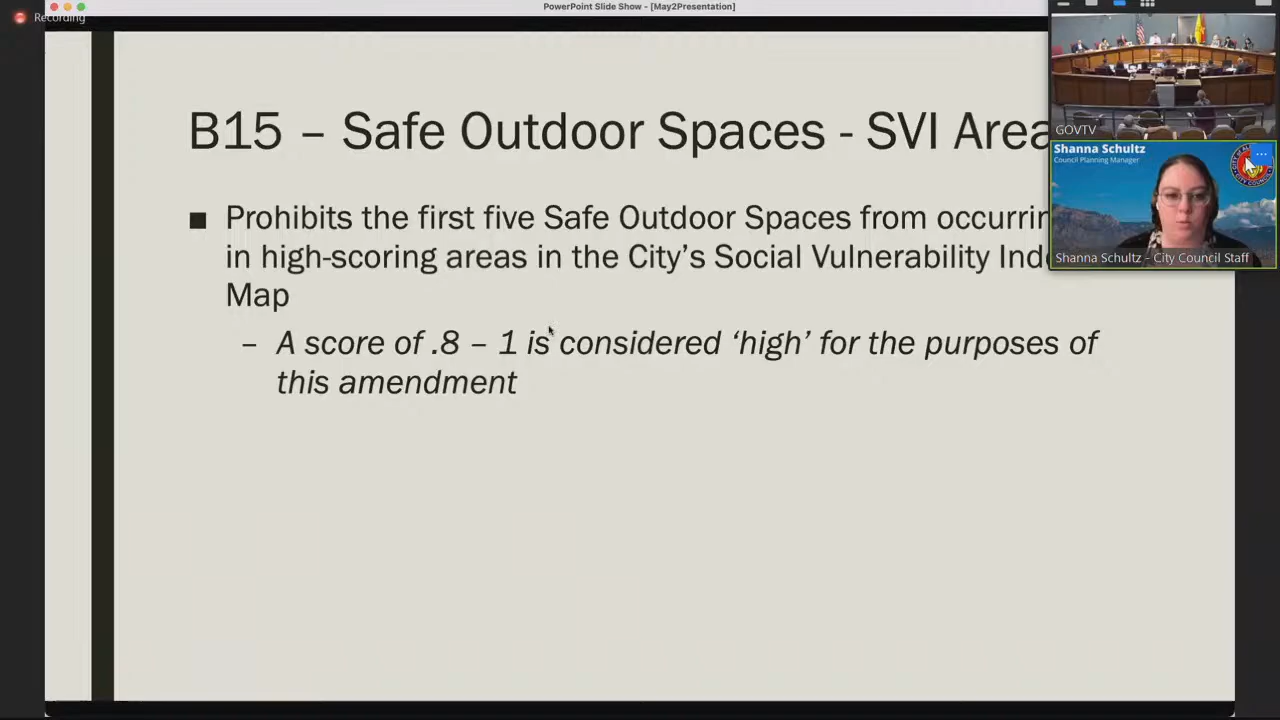 PowerPoint Slide Show - [May2Presentation]
Recording
B15 – Safe Outdoor Spaces - SVI Area
Prohibits the first five Safe Outdoor Spaces from occurrin
in high-scoring areas in the City’s Social Vulnerability Inde
Map
– A score of .8 – 1 is considered ‘high’ for the purposes of
this amendment
GOVTV
Shanna Schultz
Council Planning Manager
Shanna Schultz - City Council Staff